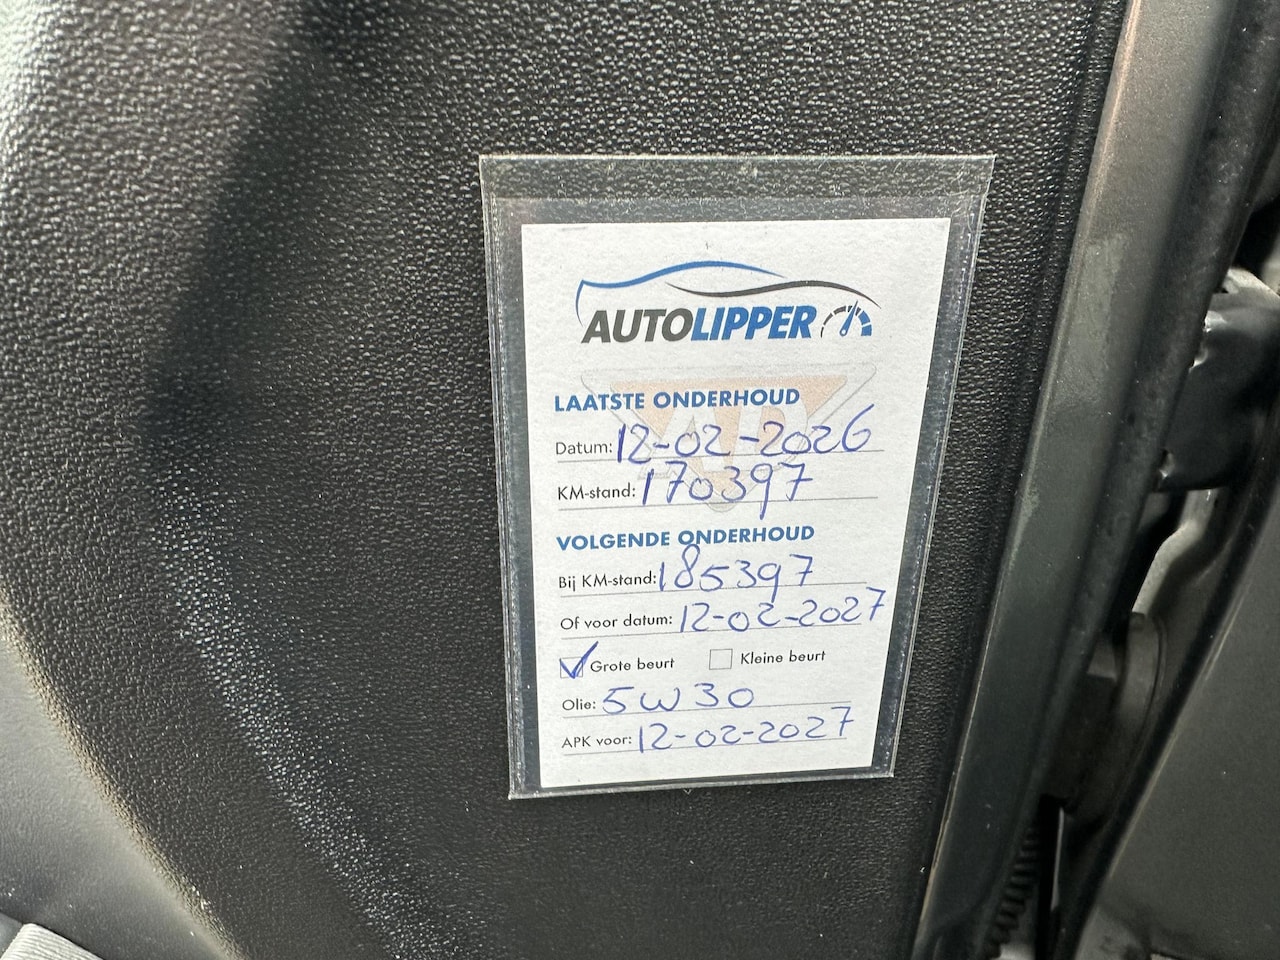 AUTOLIPPER
LAATSTE ONDERHOUD
Datum: 12-02-2026
KM-stand: 170397
VOLGENDE ONDERHOUD
Bij KM-stand: 185397
Of voor datum: 12-02-2027
Grote beurt Kleine beurt
Olie: 5W30
APK voor: 12-02-2027